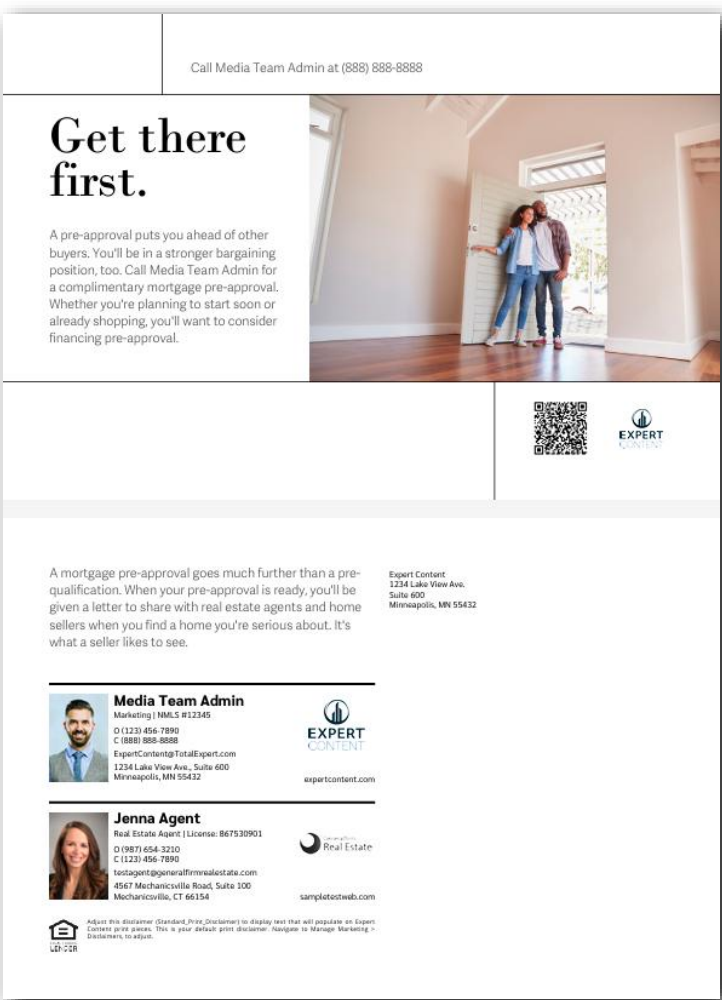 Call Media Team Admin at (888) 888-8888
Get there
first.
A pre-approval puts you ahead of other
buyers. You'll be in a stronger bargaining
position, too. Call Media Team Admin for
a complimentary mortgage pre-approval.
Whether you're planning to start soon or
already shopping, you'll want to consider
financing pre-approval.
EXPERT
CONTENT
A mortgage pre-approval goes much further than a pre-
qualification. When your pre-approval is ready, you'll be
given a letter to share with real estate agents and home
sellers when you find a home you're serious about. It's
what a seller likes to see.
Expert Content
1234 Lake View Ave.
Suite 600
Minneapolis, MN 55432
Media Team Admin
Marketing | NMLS #12345
O (123) 456-7890
C (888) 888-8888
ExpertContent@TotalExpert.com
1234 Lake View Ave., Suite 600
Minneapolis, MN 55432
EXPERT
CONTENT
expertcontent.com
Jenna Agent
Real Estate Agent | License: 867530901
O (987) 654-3210
C (123) 456-7890
testagent@generalfirmrealestate.com
4567 Mechanicsville Road, Suite 100
Mechanicsville, CT 66154
Real Estate
sampletestweb.com
Adjust this disclaimer (Standard_Print_Disclaimer) to display text that will populate on Expert
Content print pieces. This is your default print disclaimer. Navigate to Manage Marketing >
Disclaimers, to adjust.
LENDER